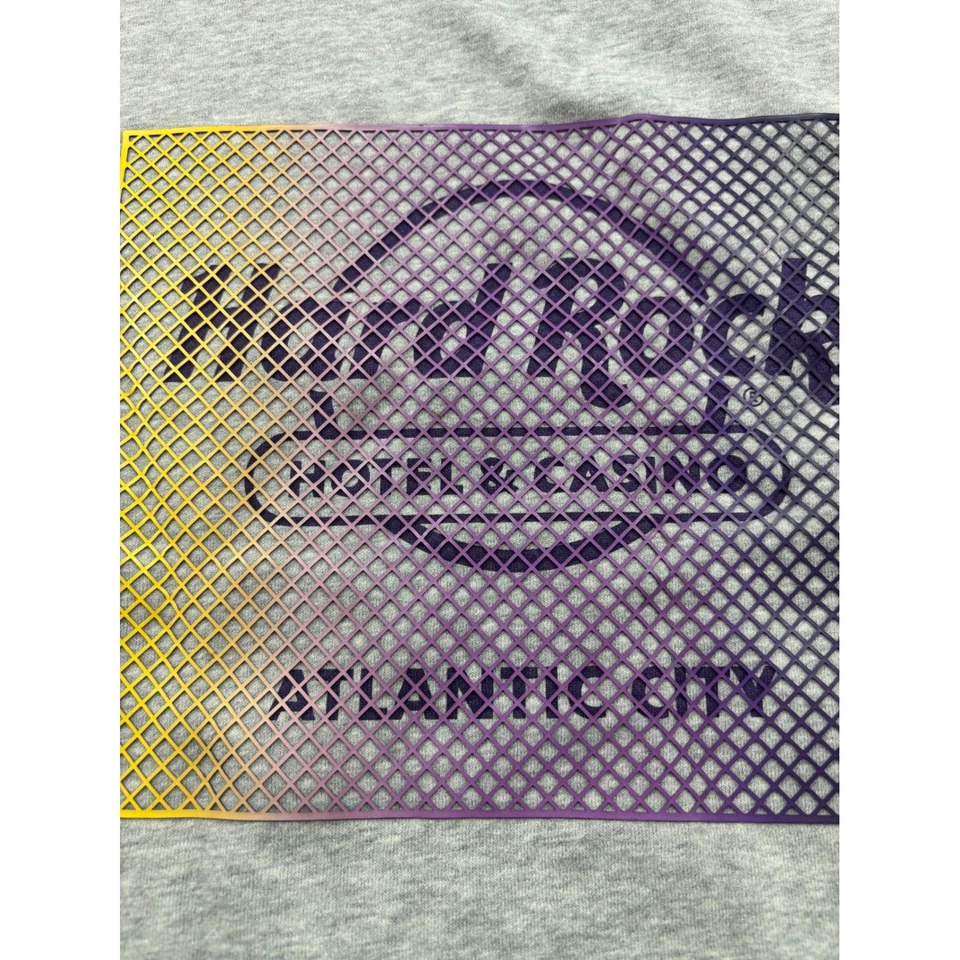 Hard Rock
®
HOTEL & CASINO
ATLANTIC CITY